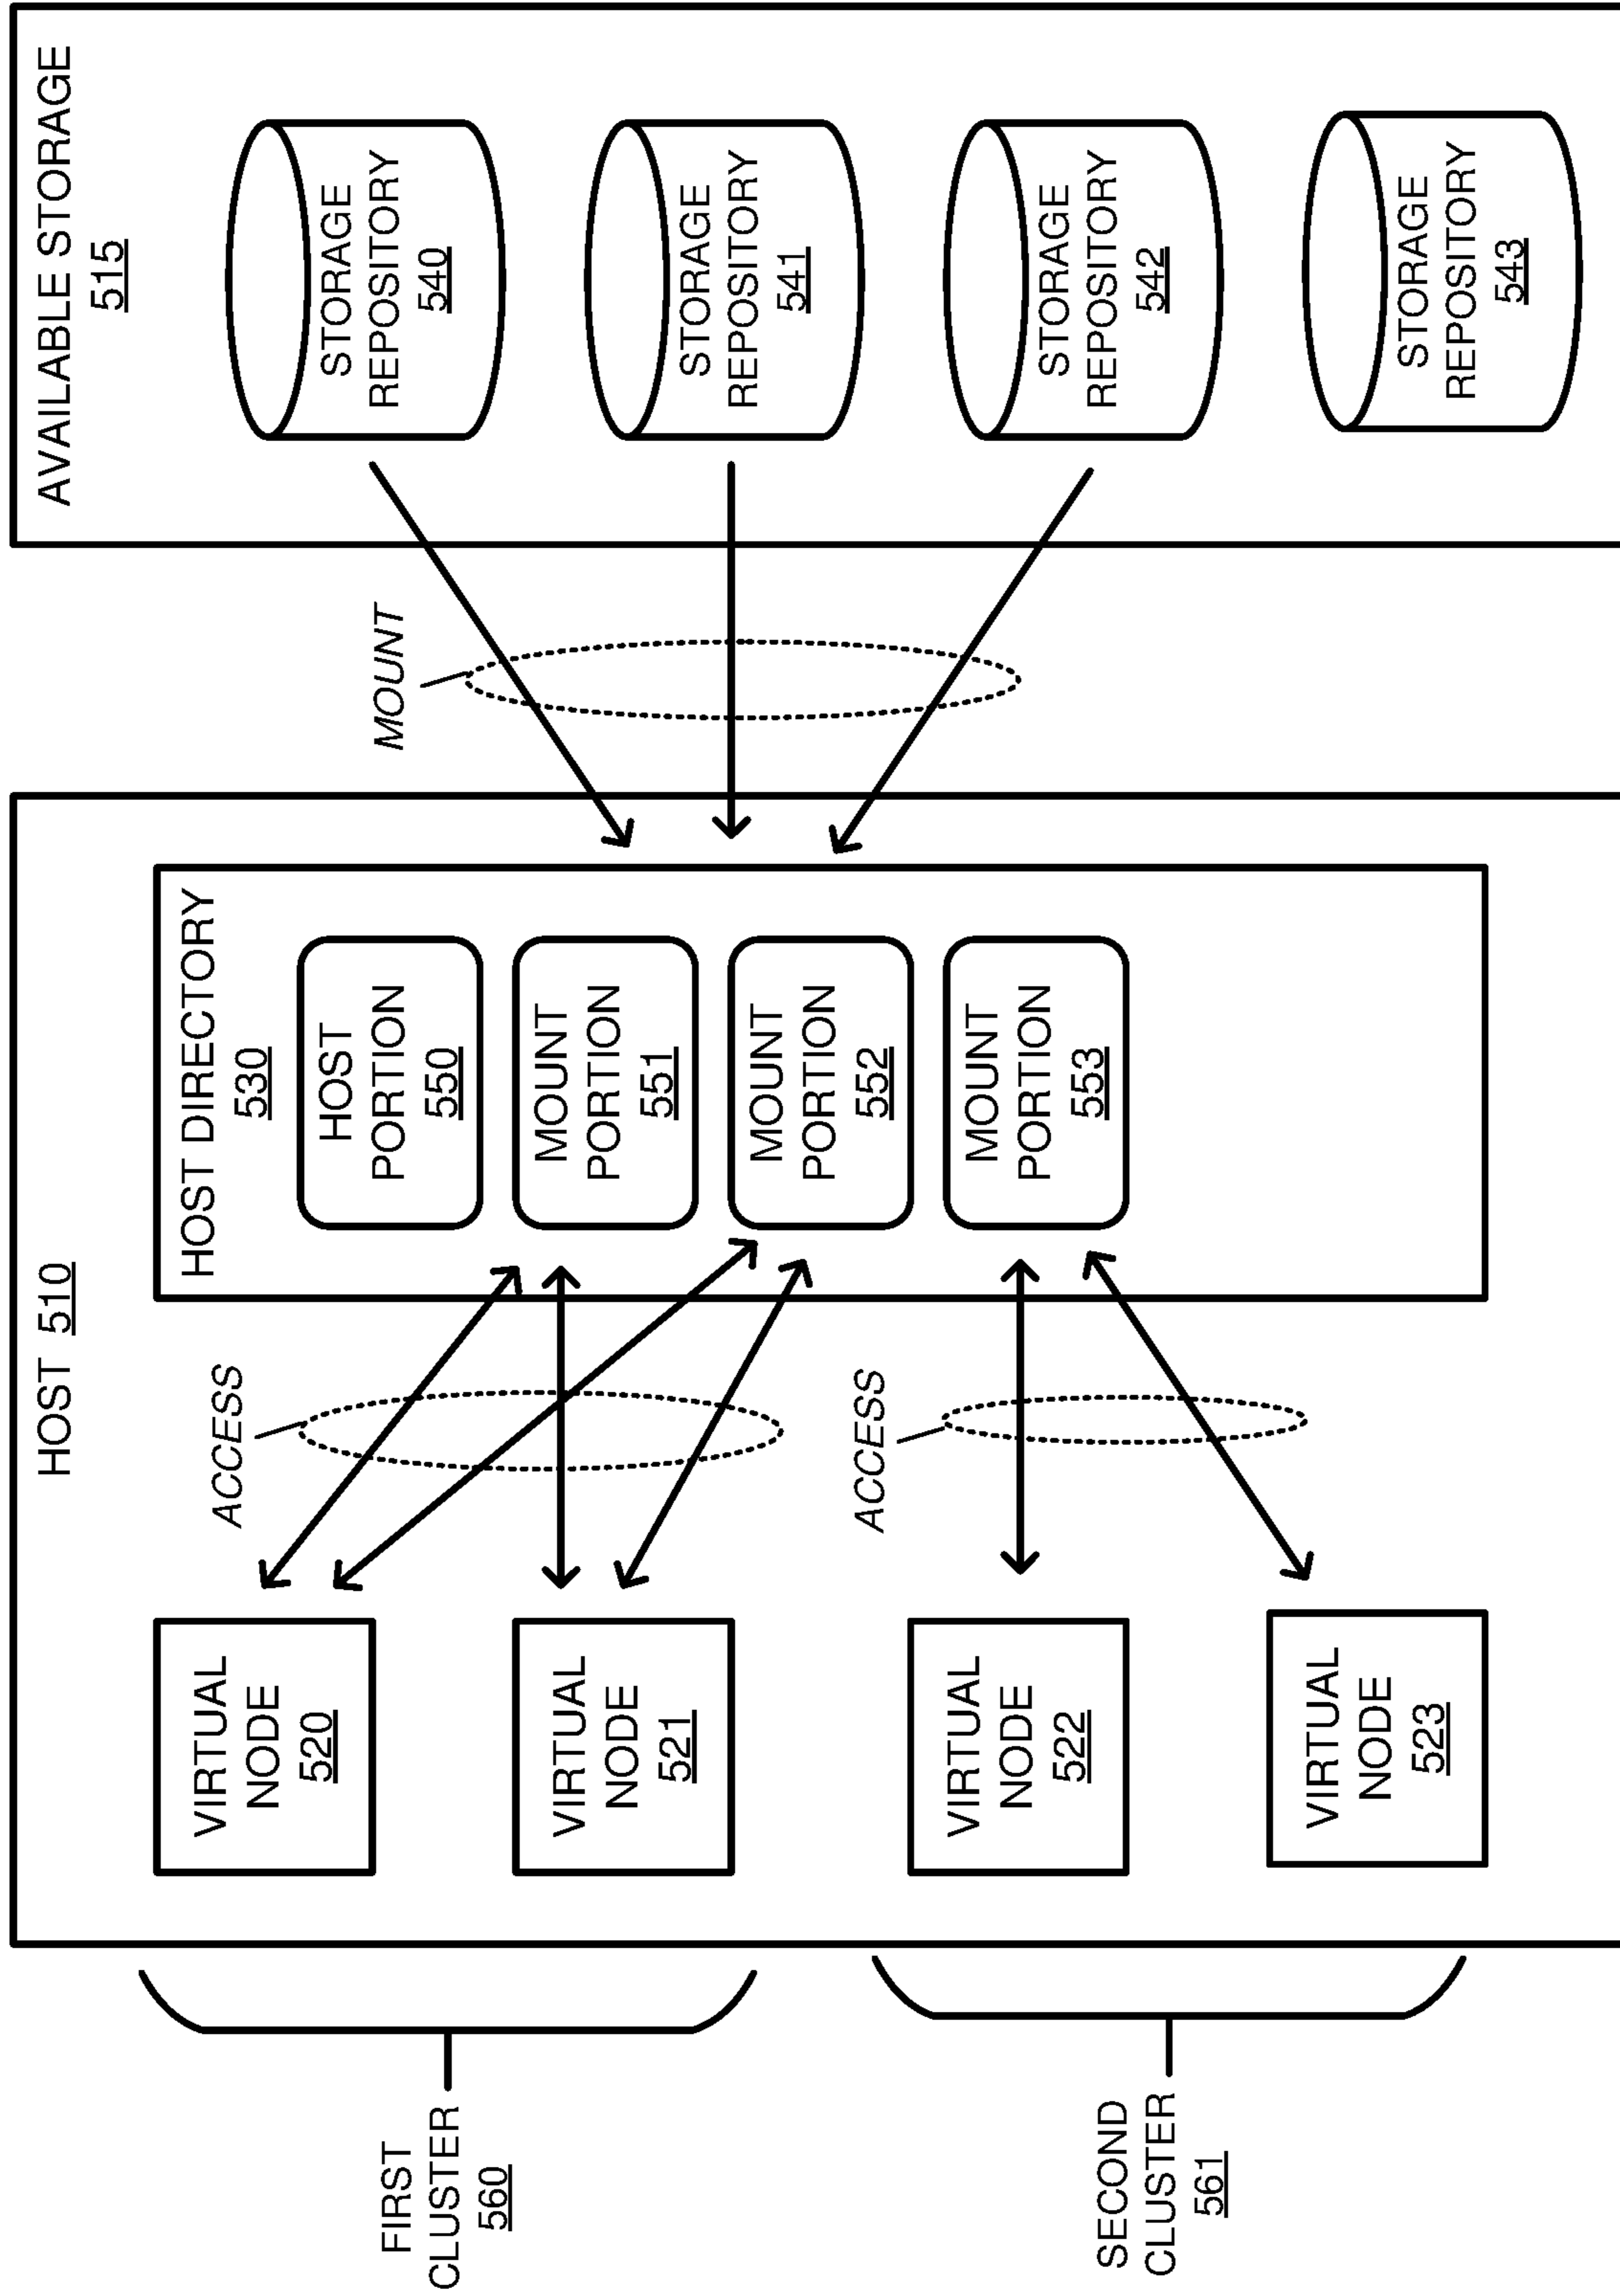 HOST 510
FIRST
CLUSTER
560
SECOND
CLUSTER
561
VIRTUAL
NODE
520
VIRTUAL
NODE
521
VIRTUAL
NODE
522
VIRTUAL
NODE
523
ACCESS
ACCESS
HOST DIRECTORY
530
HOST
PORTION
550
MOUNT
PORTION
551
MOUNT
PORTION
552
MOUNT
PORTION
553
MOUNT
AVAILABLE STORAGE
515
STORAGE
REPOSITORY
540
STORAGE
REPOSITORY
541
STORAGE
REPOSITORY
542
STORAGE
REPOSITORY
543